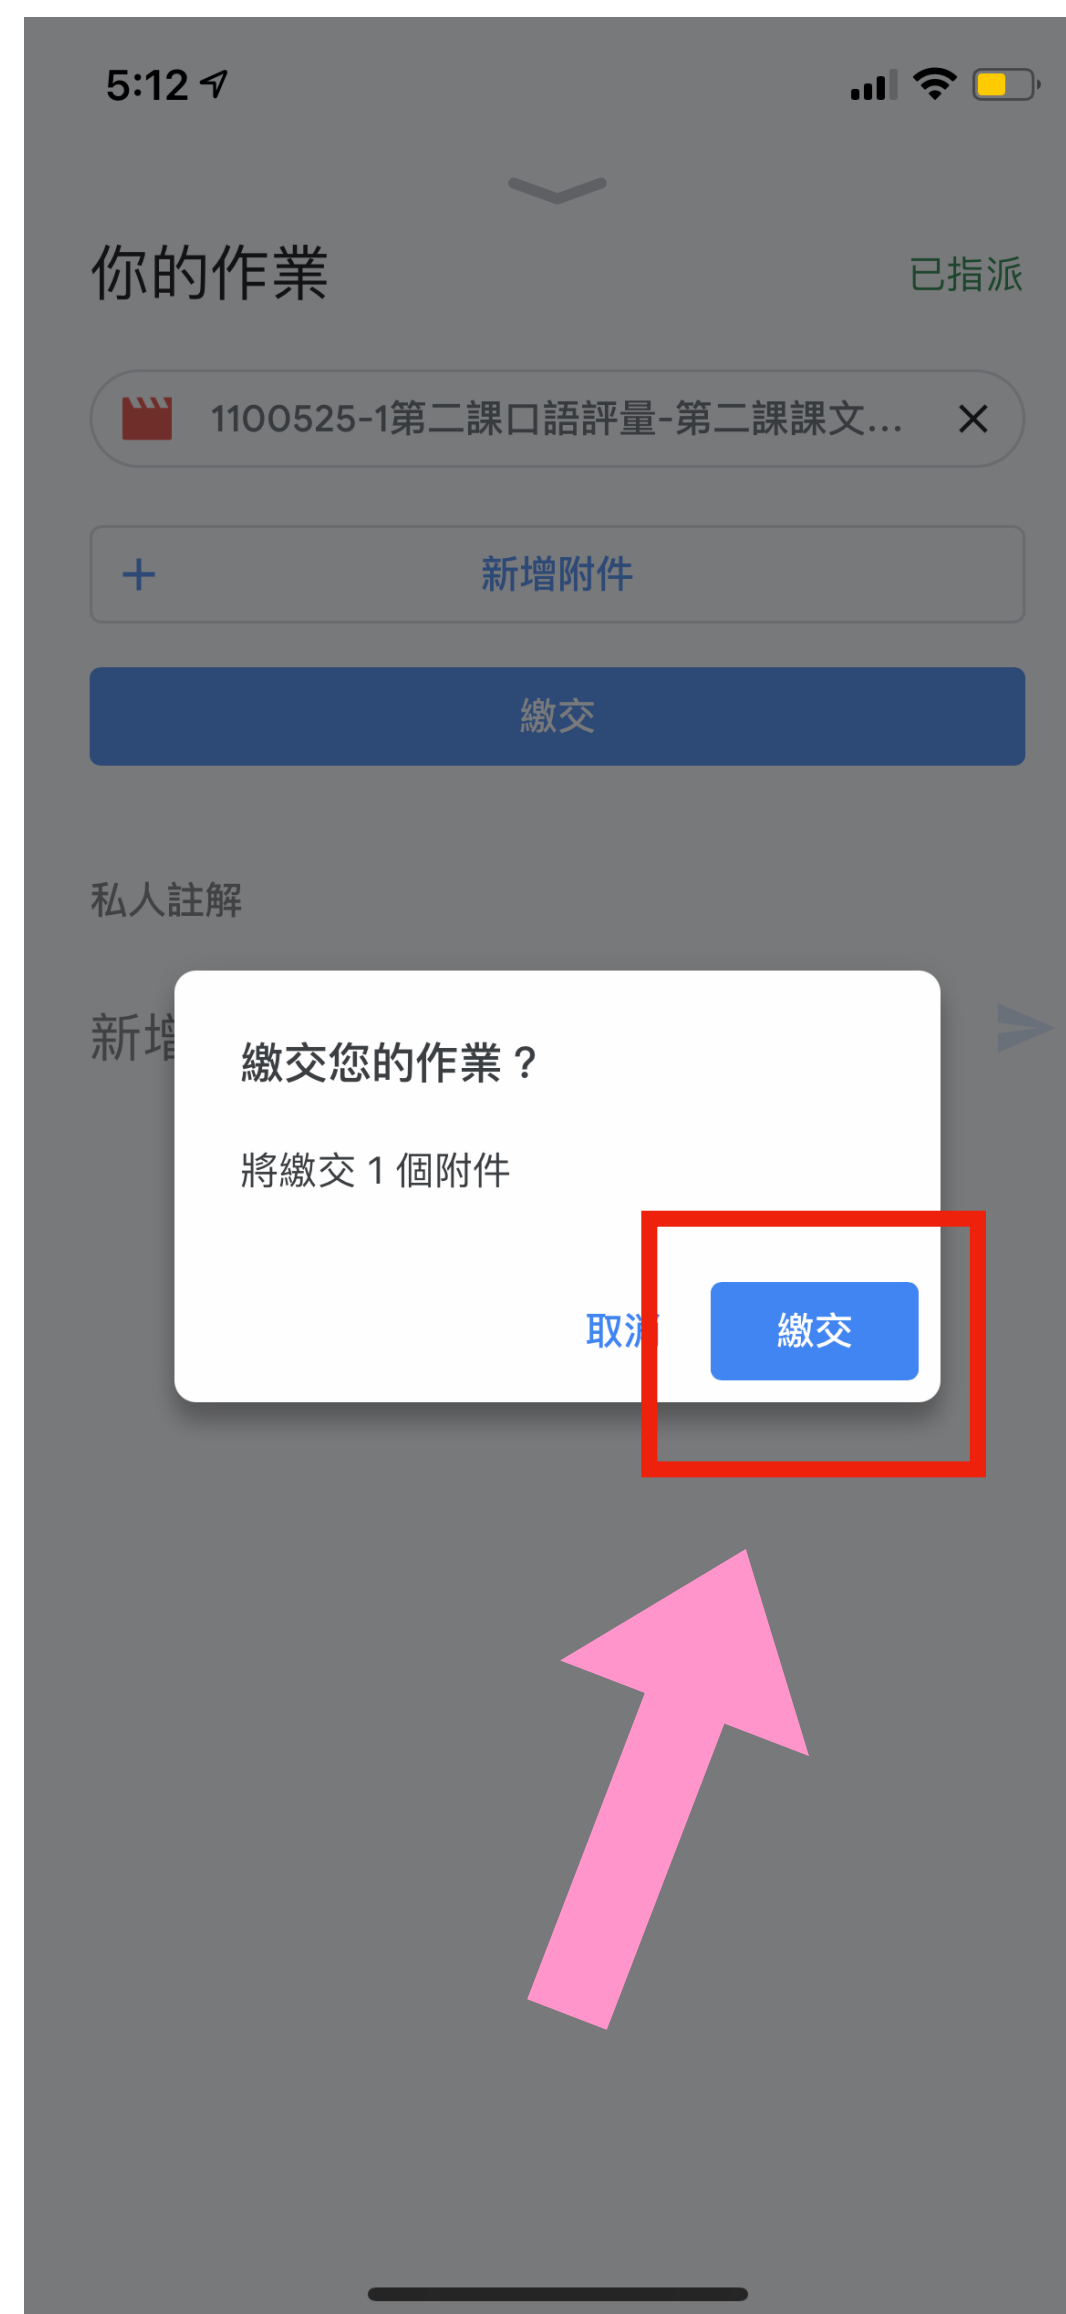 5:12
你的作業
已指派
1100525-1第二課口語評量-第二課課文...
新增附件
繳交
私人註解
新增
繳交您的作業？
將繳交 1 個附件
取消
繳交